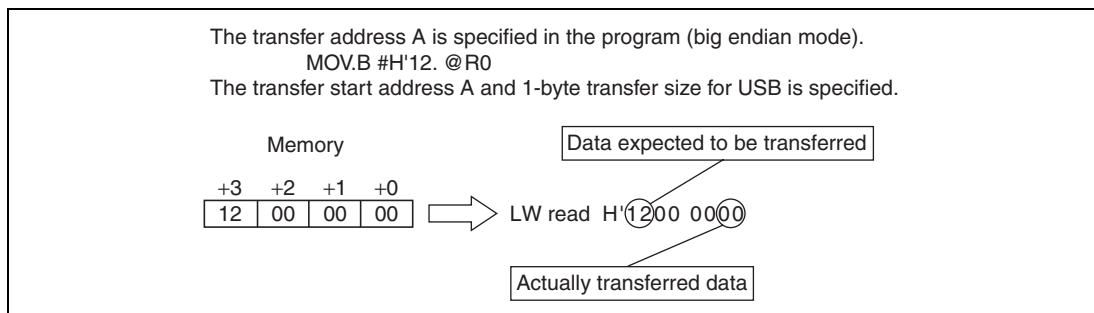 The transfer address A is specified in the program (big endian mode).
MOV.B #H'12. @R0
The transfer start address A and 1-byte transfer size for USB is specified.
Data expected to be transferred
Memory
+3 +2 +1 +0
12 00 00 00
LW read H'1200 0000
Actually transferred data